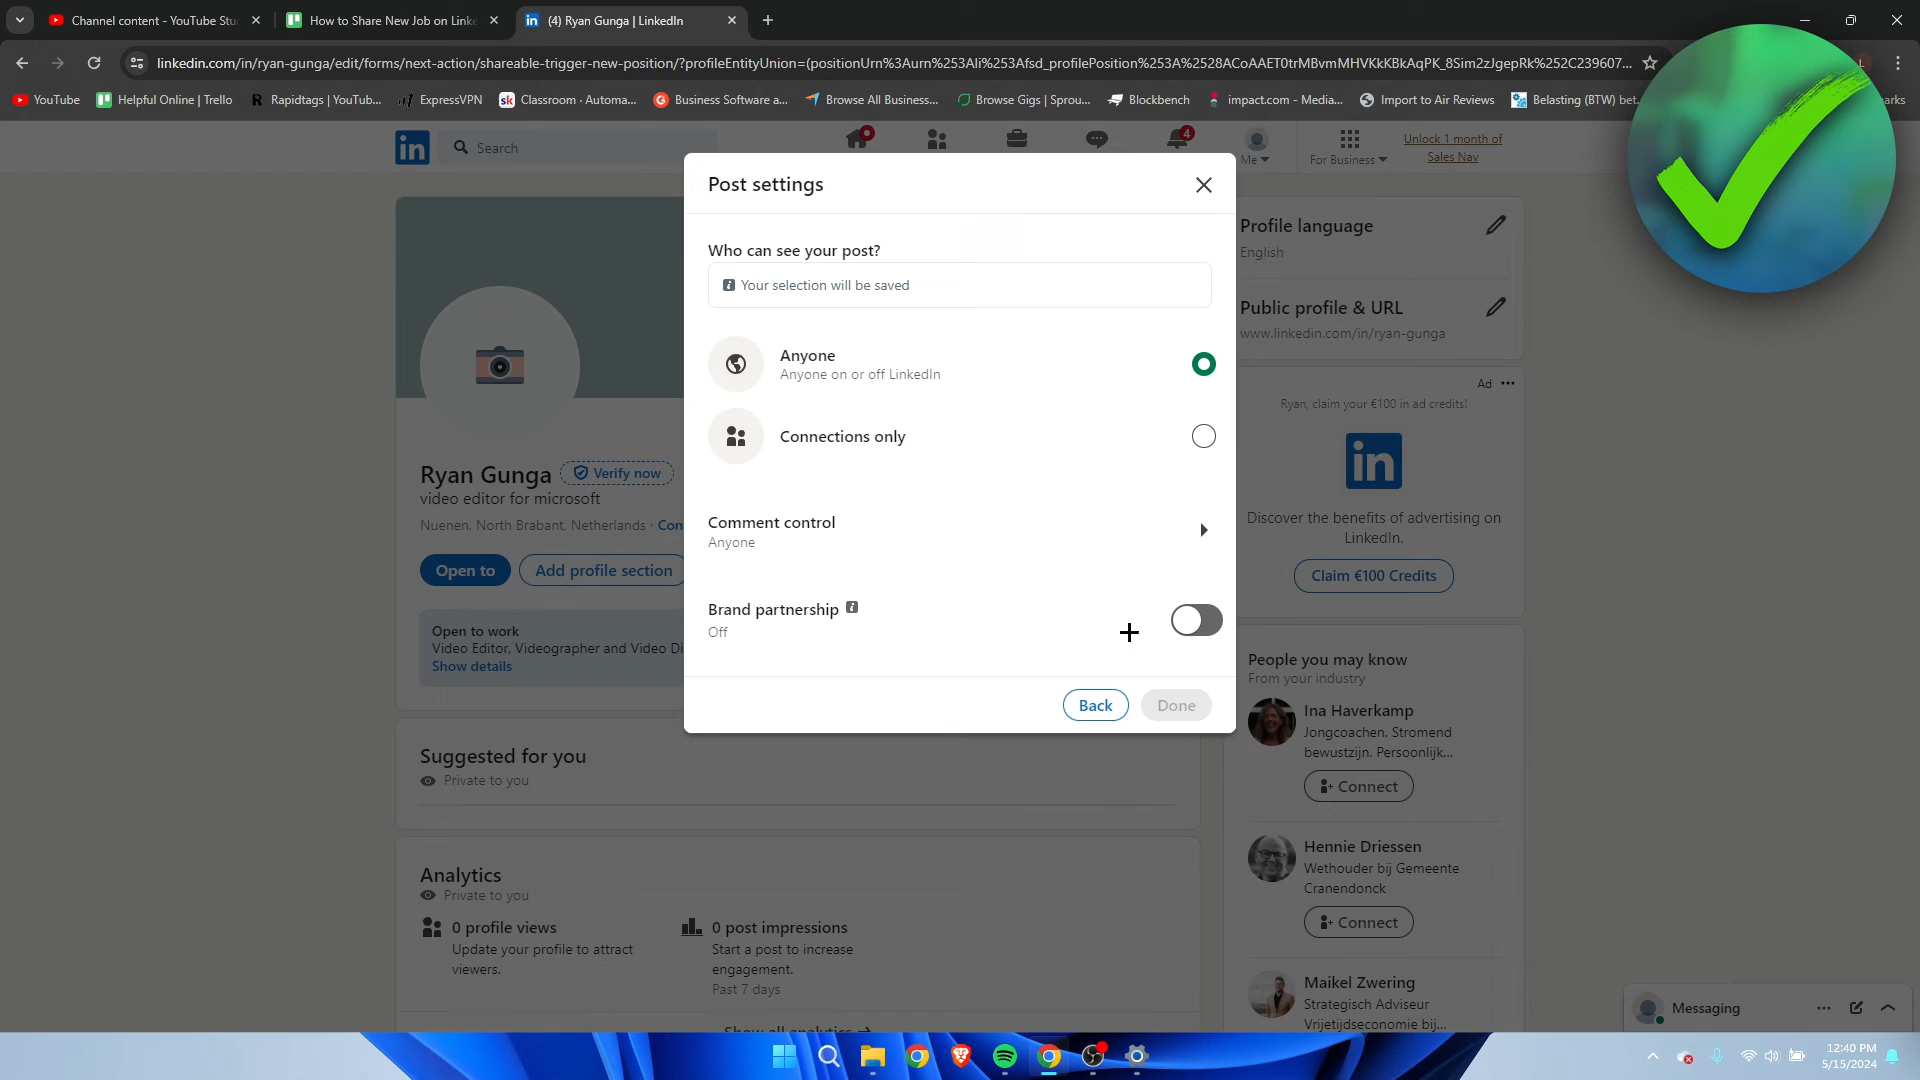 Channel content - YouTube Stu
How to Share New Job on Linke
(4) Ryan Gunga | LinkedIn
linkedin.com/in/ryan-gunga/edit/forms/next-action/shareable-trigger-new-position/?profileEntityUnion=(positionUrn%3Aurn%253Ali%253Afsd_profilePosition%253A%2528ACoAAET0trMBvmMHVKkKBkAqPK_8Sim2zJgepRk%252C239607...
YouTube
Helpful Online | Trello
Rapidtags | YouTub...
ExpressVPN
Classroom · Automa...
Business Software a...
Browse All Business...
Browse Gigs | Sprou...
Blockbench
impact.com - Media...
Import to Air Reviews
Belasting (BTW) bet...
arks
Search
4
Me
For Business
Unlock 1 month of
Sales Nav
Post settings
Who can see your post?
Your selection will be saved
Anyone
Anyone on or off LinkedIn
Connections only
Comment control
Anyone
Brand partnership
Off
Back
Done
Ryan Gunga
Verify now
video editor for microsoft
Nuenen, North Brabant, Netherlands · Con
Open to
Add profile section
Open to work
Video Editor, Videographer and Video Di
Show details
Suggested for you
Private to you
Analytics
Private to you
0 profile views
Update your profile to attract
viewers.
0 post impressions
Start a post to increase
engagement.
Past 7 days
Show all analytics →
Profile language
English
Public profile & URL
www.linkedin.com/in/ryan-gunga
Ad
Ryan, claim your €100 in ad credits!
in
Discover the benefits of advertising on
LinkedIn.
Claim €100 Credits
People you may know
From your industry
Ina Haverkamp
Jongcoachen. Stromend
bewustzijn. Persoonlijk...
Connect
Hennie Driessen
Wethouder bij Gemeente
Cranendonck
Connect
Maikel Zwering
Strategisch Adviseur
Vrijetijdseconomie bij...
Messaging
12:40 PM
5/15/2024